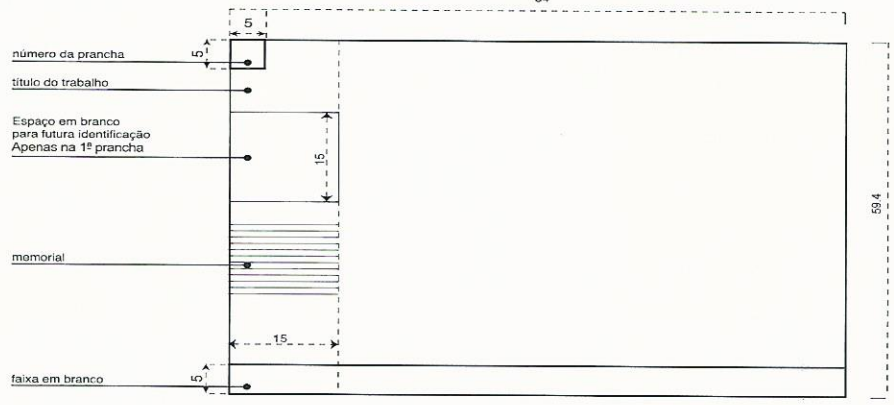 5
número da prancha
5
título do trabalho
Espaço em branco
para futura identificação
Apenas na 1ª prancha
15
59.4
memorial
15
faixa em branco
5